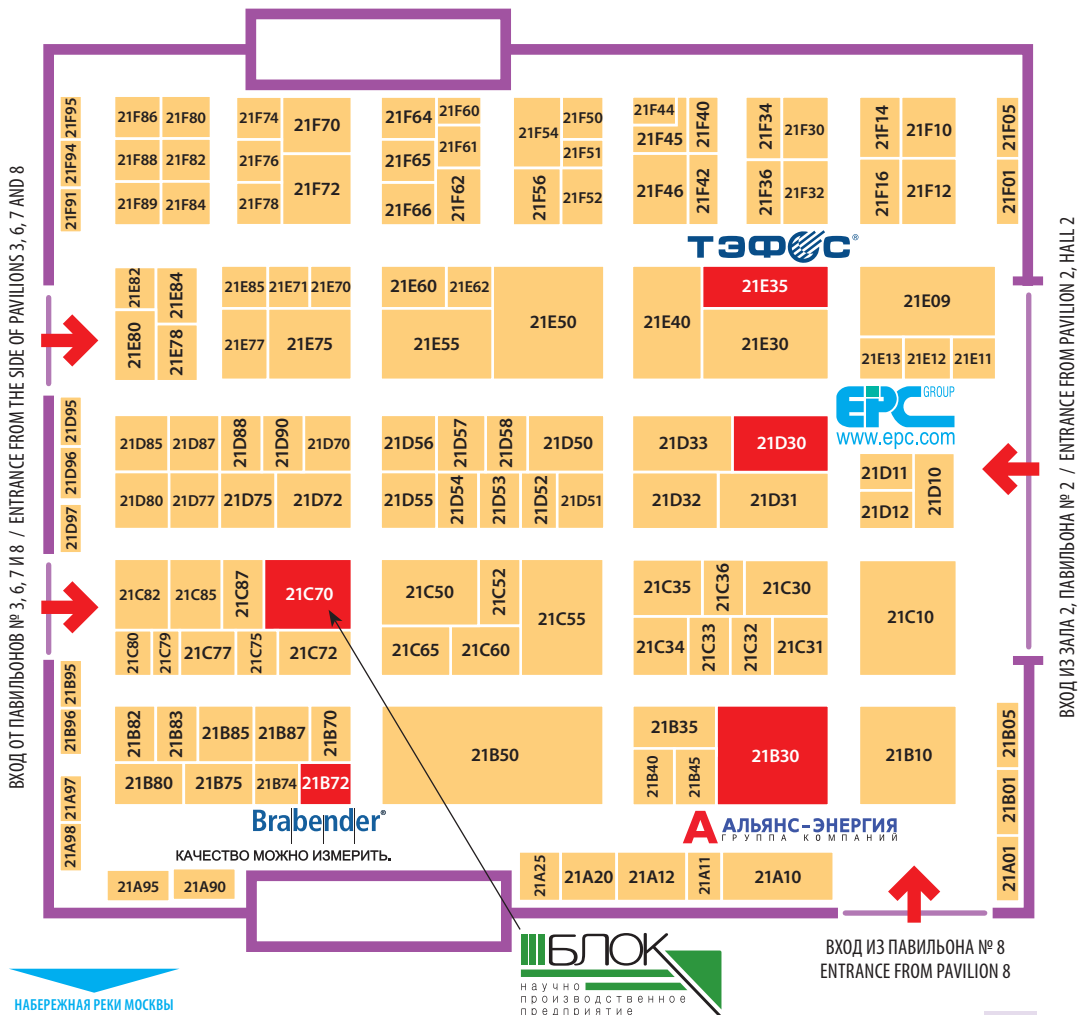 21F95
21F94
21F91
21F86 21F80
21F88 21F82
21F89 21F84
21F74 21F70
21F76 21F72
21F78
21F64 21F60
21F65 21F61
21F66 21F62
21F54 21F50
21F51
21F56 21F52
21F44 21F40
21F45
21F46 21F42
21F34 21F30
21F36 21F32
21F14 21F10
21F16 21F12
21F05
21F01
ТЭФОС®
21E82 21E84
21E80 21E78
21E85 21E71 21E70
21E77 21E75
21E60 21E62
21E55
21E50
21E40
21E35
21E30
21E09
21E13 21E12 21E11
EPC GROUP
www.epc.com
21D95
21D96
21D97
21D85 21D87 21D88 21D90 21D70
21D80 21D77 21D75 21D72
21D56 21D57 21D58 21D50
21D55 21D54 21D53 21D52 21D51
21D33 21D30
21D32 21D31
21D11
21D12
21D10
21C82 21C85 21C87 21C70
21C80 21C79 21C77 21C75 21C72
21C50 21C52
21C65 21C60
21C55
21C35 21C36 21C30
21C34 21C33 21C32 21C31
21C10
21B95
21B96
21A97
21A98
21B82 21B83 21B85 21B87 21B70
21B80 21B75 21B74 21B72
21B50
21B35
21B40 21B45
21B30
21B10
21B05
21B01
21A01
Brabender®
КАЧЕСТВО МОЖНО ИЗМЕРИТЬ.
А АЛЬЯНС-ЭНЕРГИЯ
ГРУППА КОМПАНИЙ
21A95 21A90
21A25 21A20 21A12 21A11 21A10
ВХОД ОТ ПАВИЛЬОНОВ № 3, 6, 7 И 8 / ENTRANCE FROM THE SIDE OF PAVILIONS 3, 6, 7 AND 8
ВХОД ИЗ ЗАЛА 2, ПАВИЛЬОНА № 2 / ENTRANCE FROM PAVILION 2, HALL 2
ВХОД ИЗ ПАВИЛЬОНА № 8
ENTRANCE FROM PAVILION 8
БЛОК
научно
производственное
предприятие
НАБЕРЕЖНАЯ РЕКИ МОСКВЫ